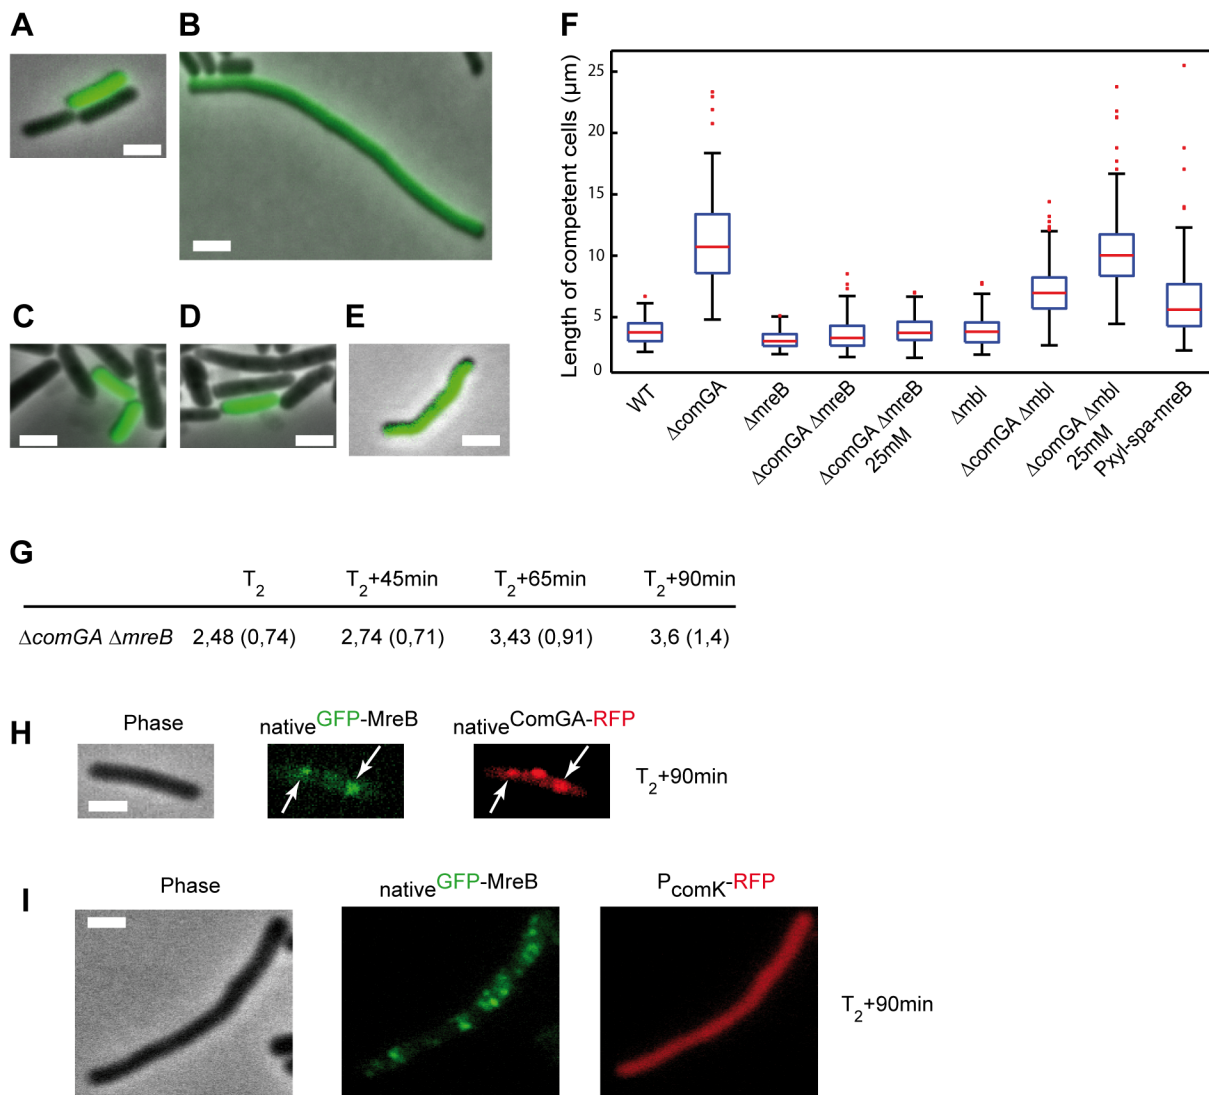 A
B
C
D
E
F
Length of competent cells (µm)
25
20
15
10
5
0
WT
ΔcomGA
ΔmreB
ΔcomGA ΔmreB
ΔcomGA ΔmreB
25mM
Δmbl
ΔcomGA Δmbl
ΔcomGA Δmbl
25mM
Pxyl-spa-mreB
G
T2 T2+45min T2+65min T2+90min
ΔcomGA ΔmreB 2,48 (0,74) 2,74 (0,71) 3,43 (0,91) 3,6 (1,4)
H
Phase nativeGFP-MreB nativeComGA-RFP
T2+90min
I
Phase nativeGFP-MreB PcomK-RFP
T2+90min